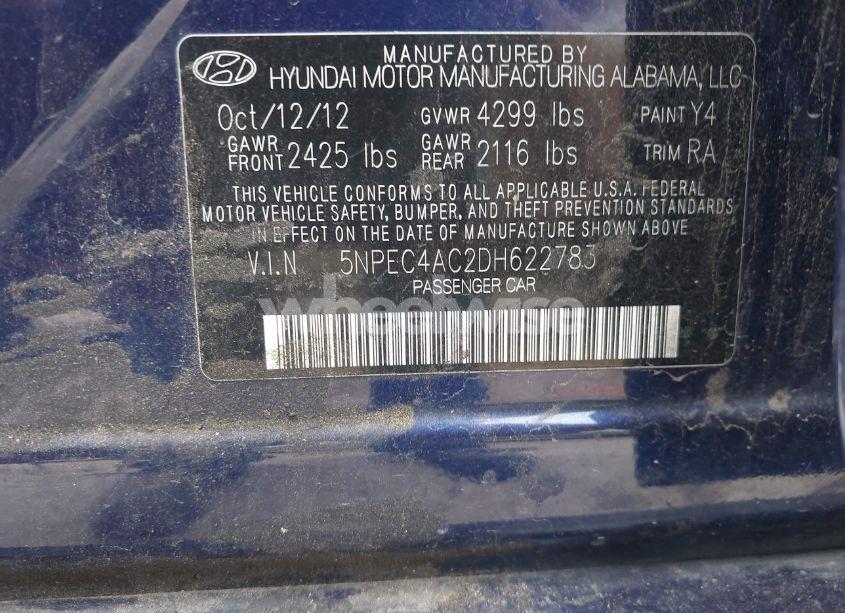 MANUFACTURED BY
HYUNDAI MOTOR MANUFACTURING ALABAMA, LLC
Oct/12/12 GVWR 4299 lbs PAINT Y4
GAWR FRONT 2425 lbs GAWR REAR 2116 lbs TRIM RA
THIS VEHICLE CONFORMS TO ALL APPLICABLE U.S.A. FEDERAL
MOTOR VEHICLE SAFETY, BUMPER, AND THEFT PREVENTION STANDARDS
IN EFFECT ON THE DATE OF MANUFACTURE SHOWN ABOVE.
V.I.N 5NPEC4AC2DH622783
PASSENGER CAR
wheelwise